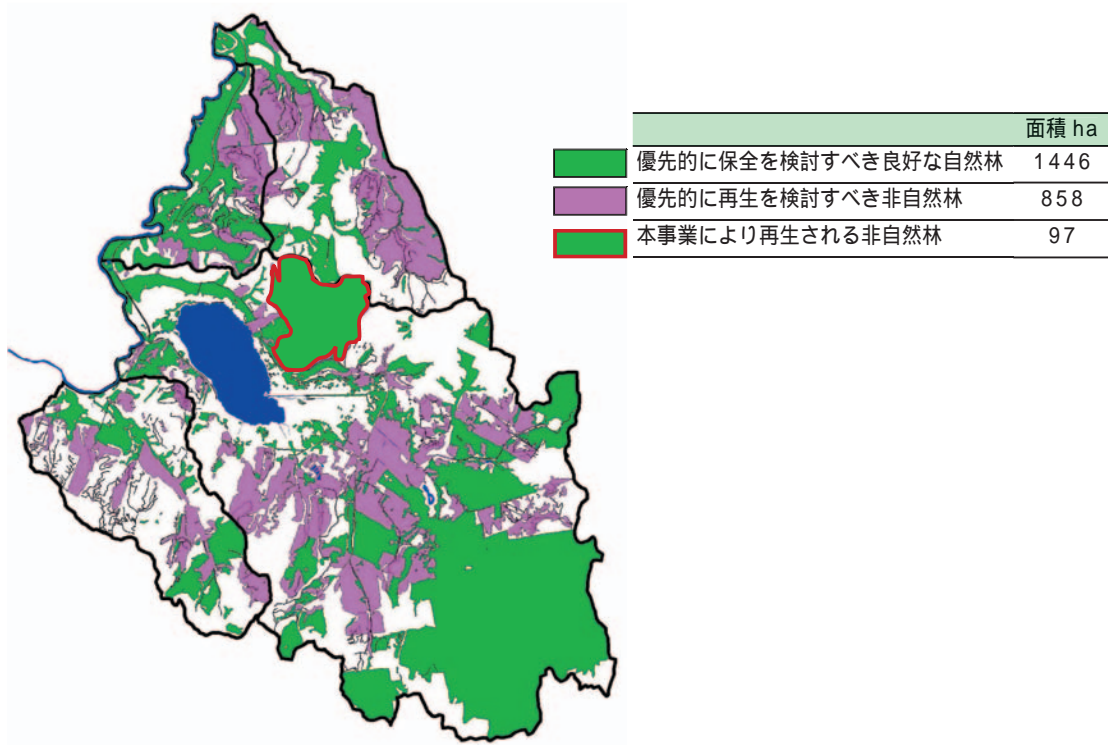 面積 ha
優先的に保全を検討すべき良好な自然林 1446
優先的に再生を検討すべき非自然林 858
本事業により再生される非自然林 97